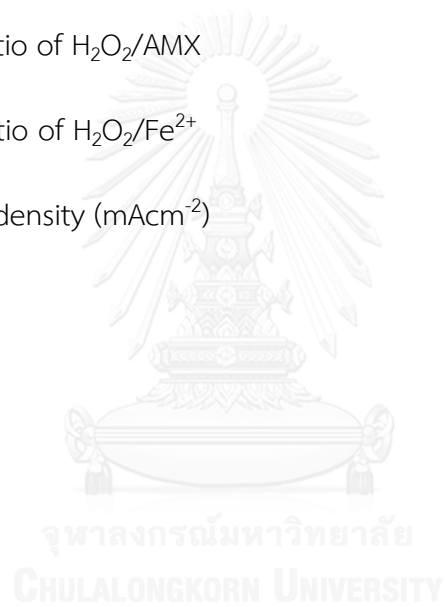 tio of H₂O₂/AMX
tio of H₂O₂/Fe²⁺
density (mAcm⁻²)
จุฬาลงกรณ์มหาวิทยาลัย
CHULALONGKORN UNIVERSITY